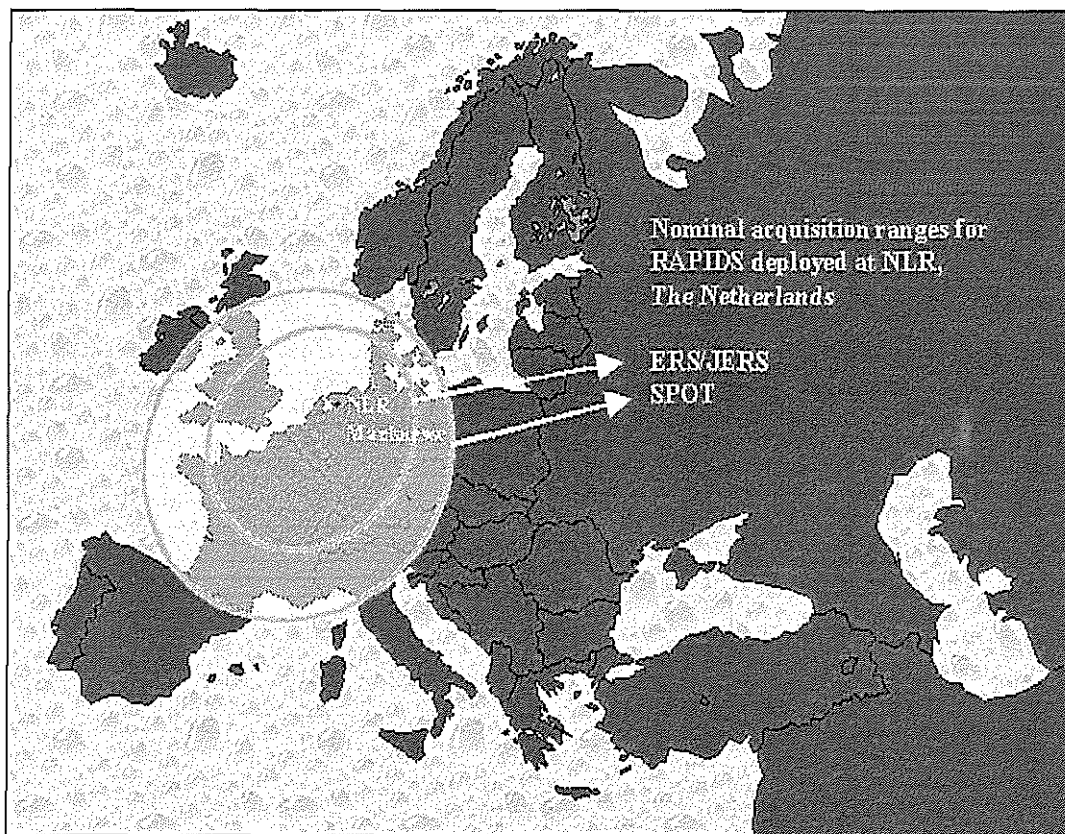 Nominal acquisition ranges for
RAPIDS deployed at NLR,
The Netherlands
ERS/JERS
SPOT
NLR